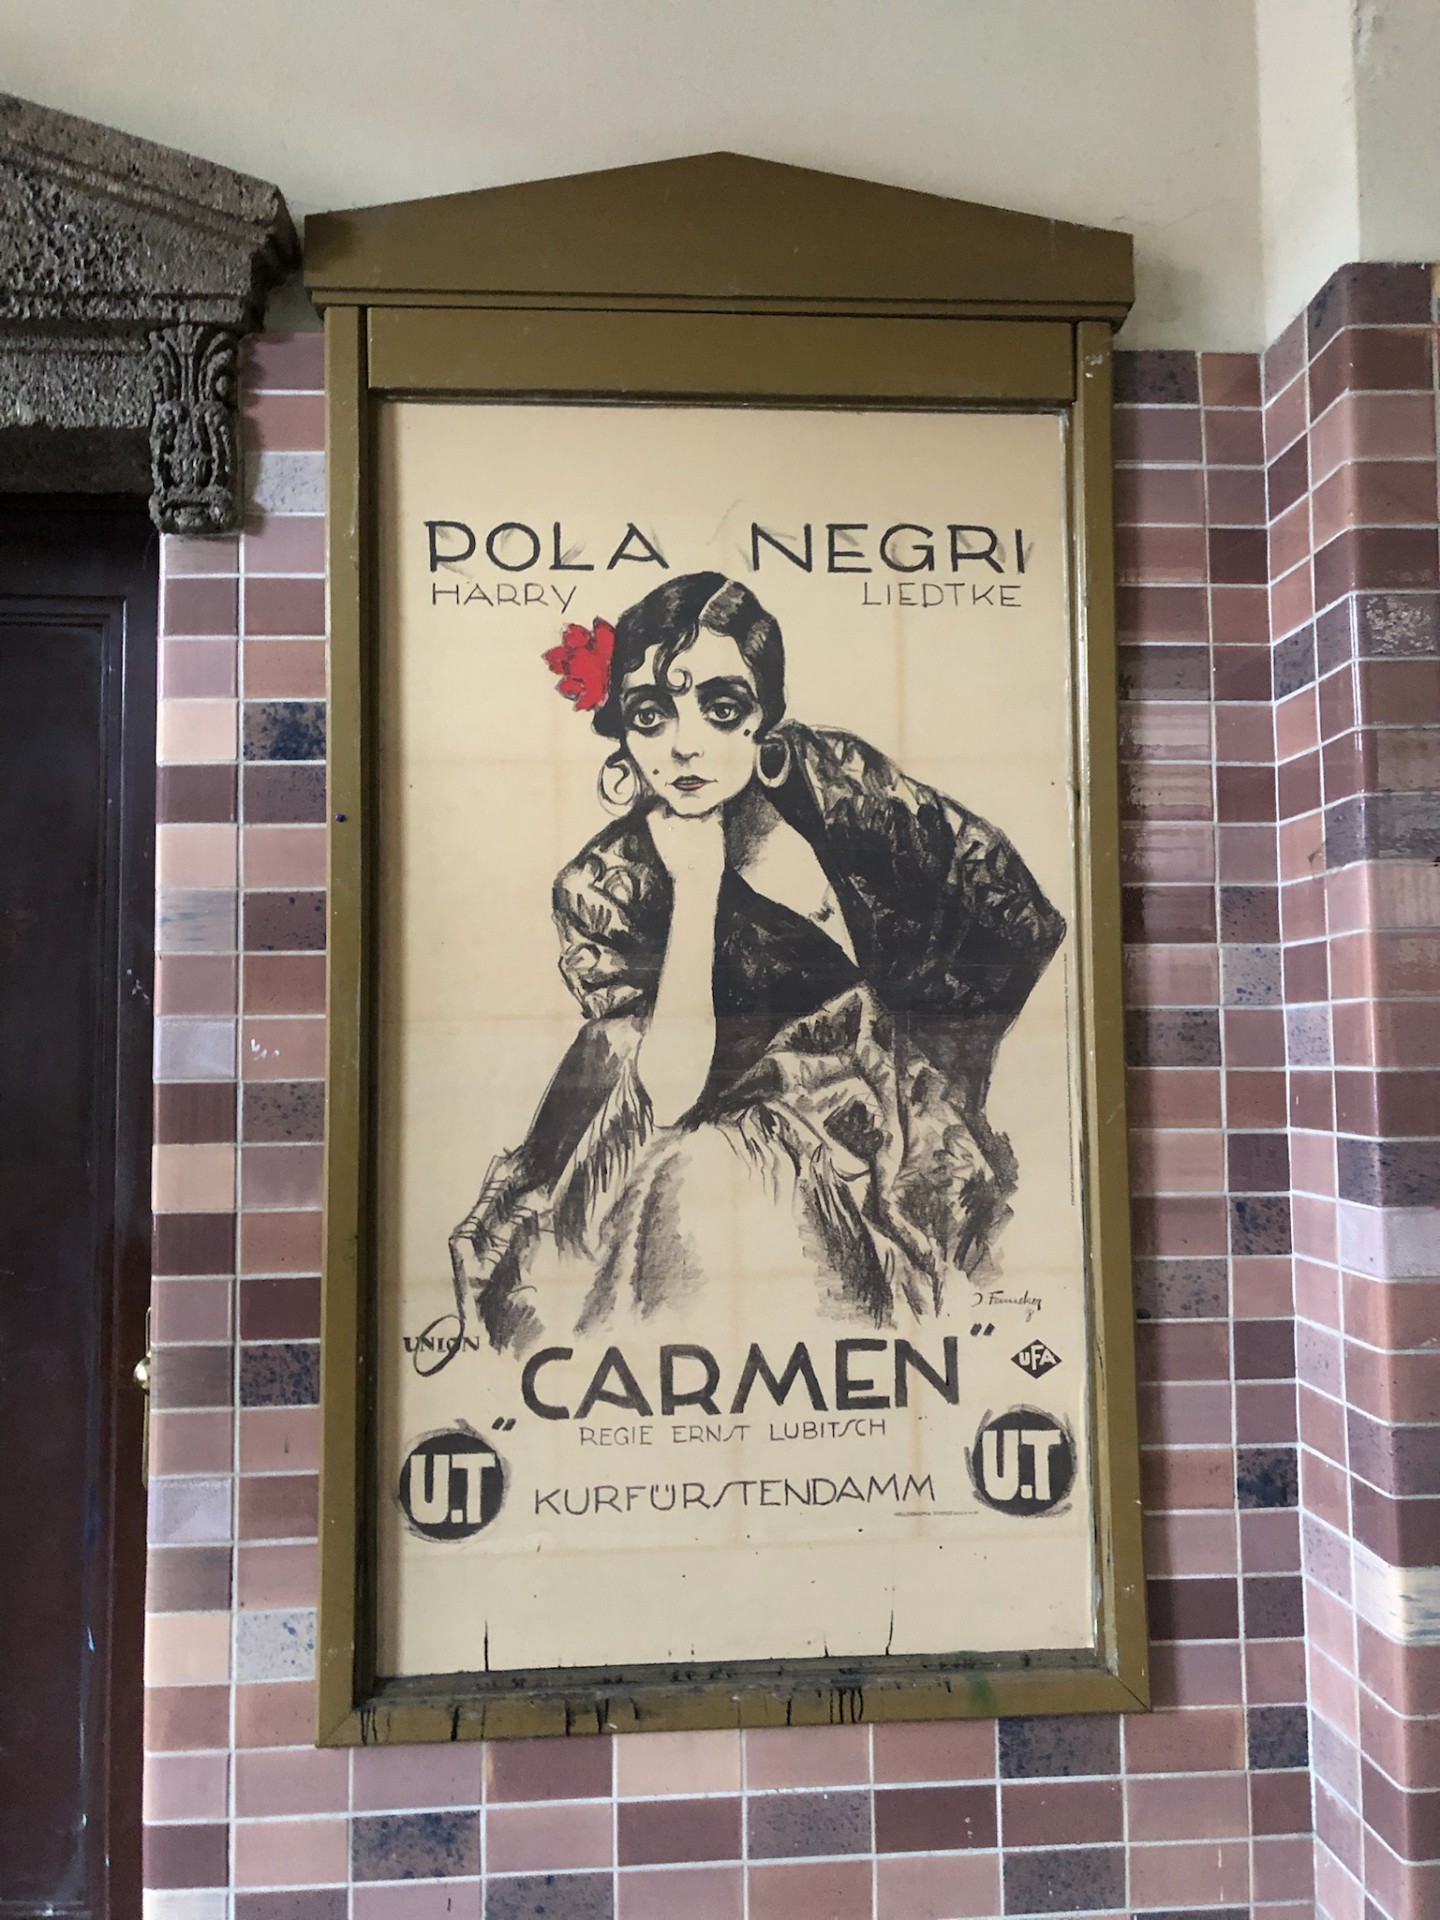 POLA NEGRI
HARRY LIEDTKE
UNION
„CARMEN"
UFA
REGIE ERNST LUBITSCH
U.T
U.T
KURFÜRSTENDAMM